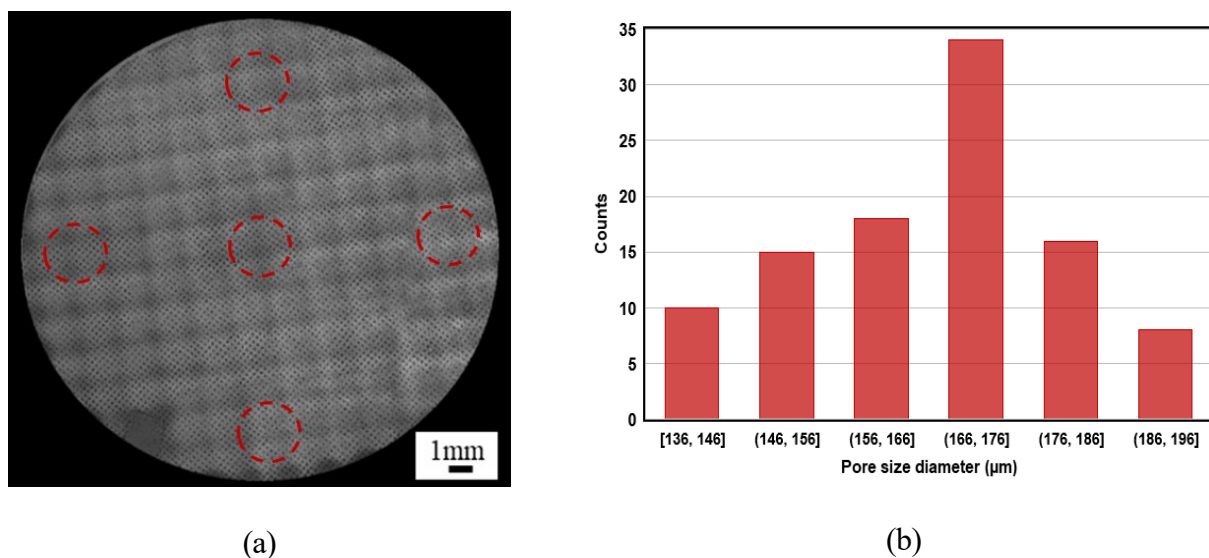 1mm
(a)
35
30
25
20
15
10
5
0
Counts
[136, 146] (146, 156] (156, 166] (166, 176] (176, 186] (186, 196]
Pore size diameter (µm)
(b)